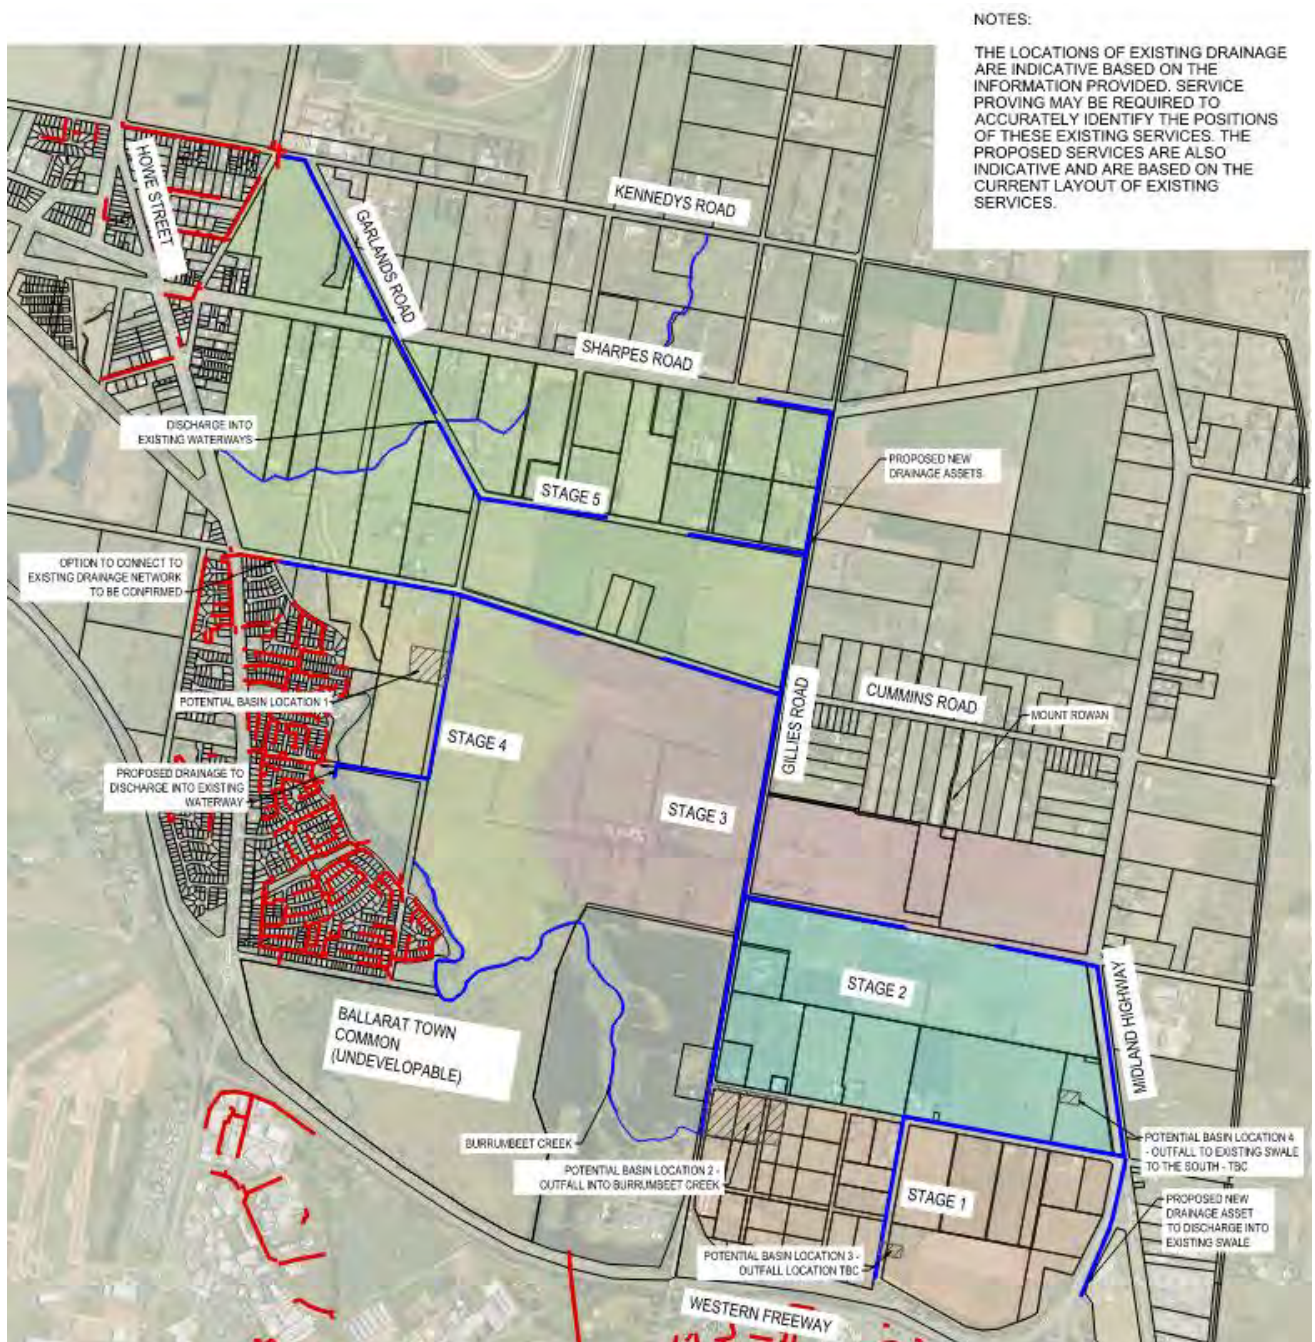 NOTES:
THE LOCATIONS OF EXISTING DRAINAGE
ARE INDICATIVE BASED ON THE
INFORMATION PROVIDED. SERVICE
PROVING MAY BE REQUIRED TO
ACCURATELY IDENTIFY THE POSITIONS
OF THESE EXISTING SERVICES. THE
PROPOSED SERVICES ARE ALSO
INDICATIVE AND ARE BASED ON THE
CURRENT LAYOUT OF EXISTING
SERVICES.
HOWE STREET
KENNEDYS ROAD
GARLANDS ROAD
SHARPES ROAD
DISCHARGE INTO
EXISTING WATERWAYS
PROPOSED NEW
DRAINAGE ASSETS
STAGE 5
OPTION TO CONNECT TO
EXISTING DRAINAGE NETWORK
TO BE CONFIRMED
POTENTIAL BASIN LOCATION 1
CUMMINS ROAD
MOUNT ROWAN
GILLIES ROAD
STAGE 4
PROPOSED DRAINAGE TO
DISCHARGE INTO EXISTING
WATERWAY
STAGE 3
STAGE 2
MIDLAND HIGHWAY
BALLARAT TOWN
COMMON
(UNDEVELOPABLE)
BURRUMBEET CREEK
POTENTIAL BASIN LOCATION 4
- OUTFALL TO EXISTING SWALE
TO THE SOUTH - TBC
POTENTIAL BASIN LOCATION 2 -
OUTFALL INTO BURRUMBEET CREEK
STAGE 1
PROPOSED NEW
DRAINAGE ASSET
TO DISCHARGE INTO
EXISTING SWALE
POTENTIAL BASIN LOCATION 3 -
OUTFALL LOCATION TBC
WESTERN FREEWAY